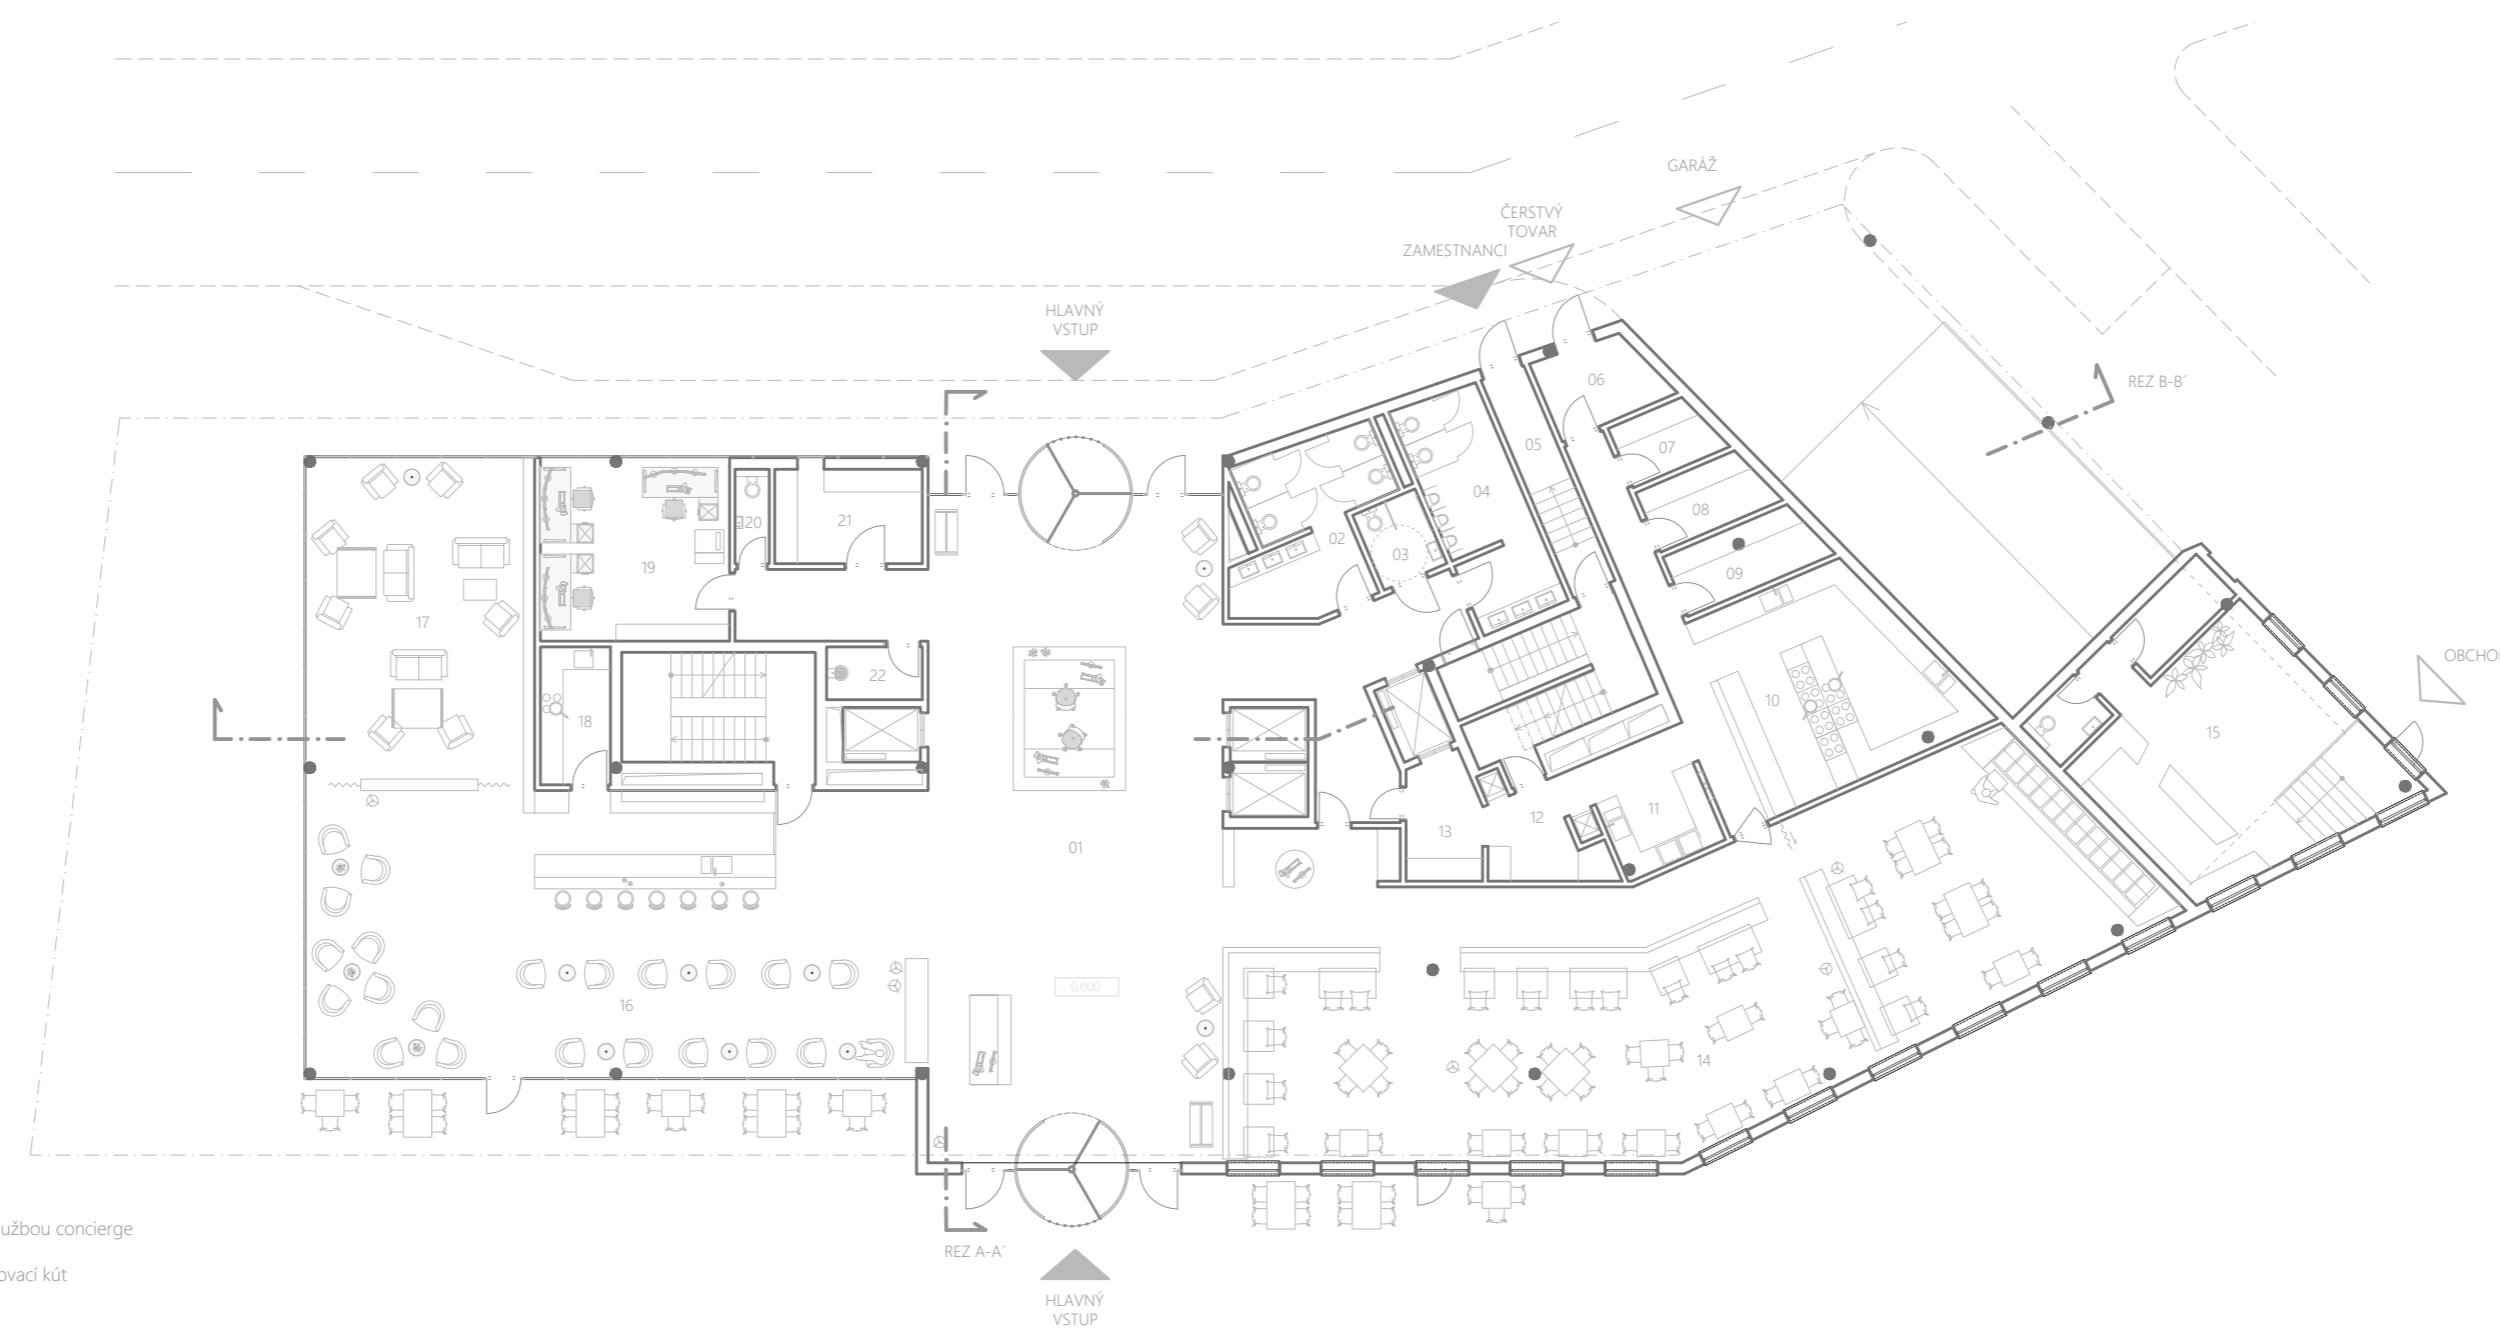 GARÁŽ
ČERSTVÝ
TOVAR
ZAMESTNANCI
HLAVNÝ
VSTUP
REZ B-B´
06
05
07
04
08
02
03
09
20
21
19
17
22
18
10
15
OBCHOD
11
12
13
01
16
0,000
14
užbou concierge
REZ A-A´
ovací kút
HLAVNÝ
VSTUP